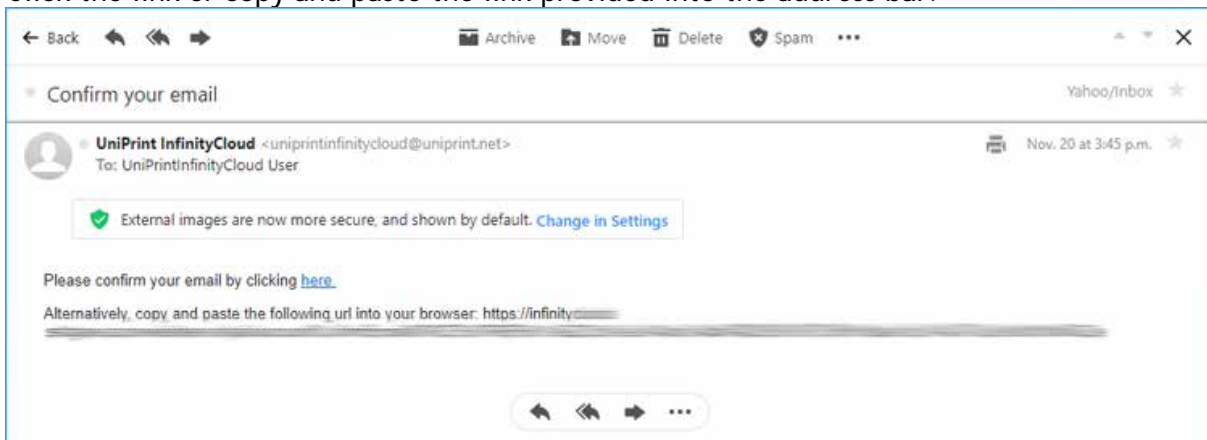 click the link or copy and paste the link provided into the address bar.
Back Archive Move Delete Spam
Confirm your email Yahoo/Inbox
UniPrint InfinityCloud <uniprintinfinitycloud@uniprint.net> Nov. 20 at 3:45 p.m.
To: UniPrintInfinityCloud User
External images are now more secure, and shown by default. Change in Settings
Please confirm your email by clicking here.
Alternatively, copy and paste the following url into your browser: https://infinity